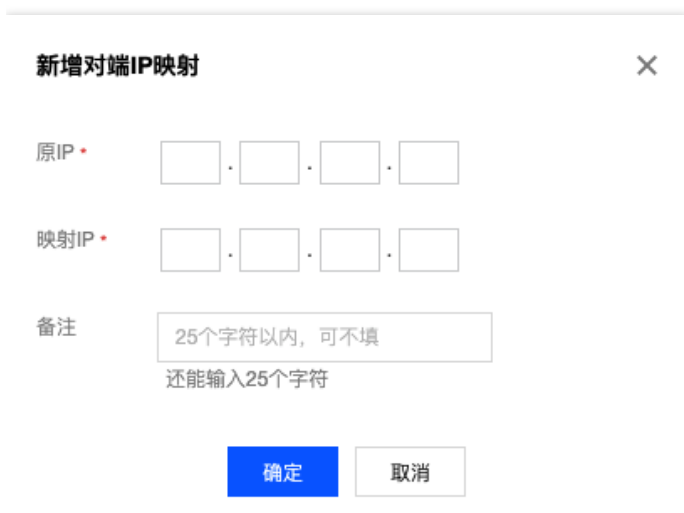 新增对端IP映射
原IP *
. . .
映射IP *
. . .
备注
25个字符以内，可不填
还能输入25个字符
确定 取消